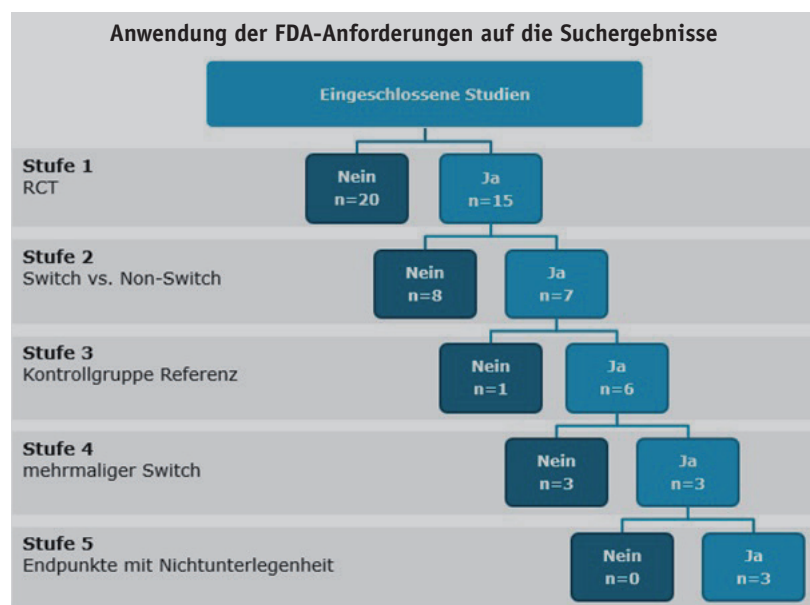 Anwendung der FDA-Anforderungen auf die Suchergebnisse
Eingeschlossene Studien
Stufe 1
RCT
Nein
n=20
Ja
n=15
Stufe 2
Switch vs. Non-Switch
Nein
n=8
Ja
n=7
Stufe 3
Kontrollgruppe Referenz
Nein
n=1
Ja
n=6
Stufe 4
mehrmaliger Switch
Nein
n=3
Ja
n=3
Stufe 5
Endpunkte mit Nichtunterlegenheit
Nein
n=0
Ja
n=3